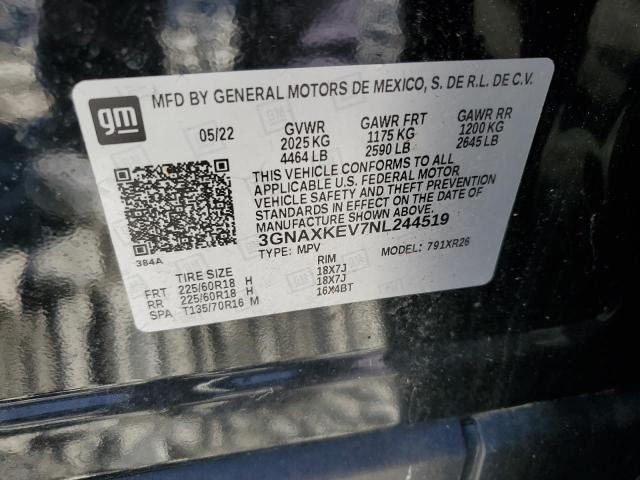 gm
MFD BY GENERAL MOTORS DE MEXICO, S. DE R.L. DE C.V.
05/22 GVWR GAWR FRT GAWR RR
2025 KG 1175 KG 1200 KG
4464 LB 2590 LB 2645 LB
THIS VEHICLE CONFORMS TO ALL
APPLICABLE U.S. FEDERAL MOTOR
VEHICLE SAFETY AND THEFT PREVENTION
STANDARDS IN EFFECT ON THE DATE OF
MANUFACTURE SHOWN ABOVE.
3GNAXKEV7NL244519
TYPE: MPV MODEL: 791XR26
384A
TIRE SIZE RIM
FRT 225/60R18 H 18X7J
RR 225/60R18 H 18X7J
SPA T135/70R16 M 16X4BT